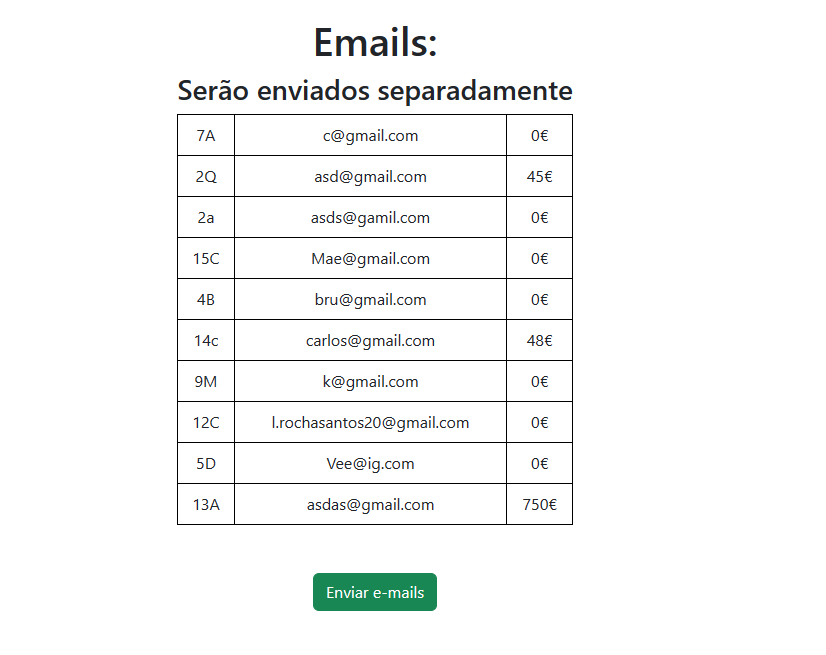 Emails:
Serão enviados separadamente
7A c@gmail.com 0€
2Q asd@gmail.com 45€
2a asds@gamil.com 0€
15C Mae@gmail.com 0€
4B bru@gmail.com 0€
14c carlos@gmail.com 48€
9M k@gmail.com 0€
12C l.rochasantos20@gmail.com 0€
5D Vee@ig.com 0€
13A asdas@gmail.com 750€
Enviar e-mails